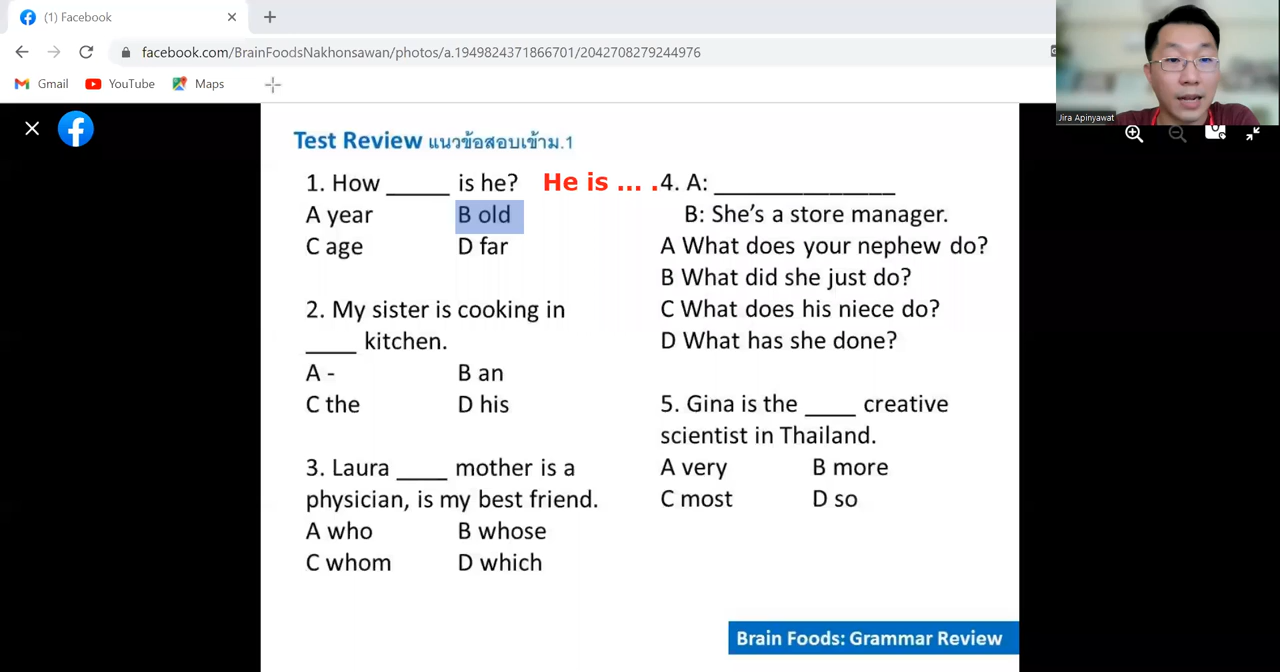 (1) Facebook
facebook.com/BrainFoodsNakhonsawan/photos/a.1949824371866701/2042708279244976
Gmail
YouTube
Maps
Jira Apinyawat
Test Review แนวข้อสอบเข้าม.1
1. How _____ is he? He is ... .
A year B old
C age D far
2. My sister is cooking in
____ kitchen.
A - B an
C the D his
3. Laura ____ mother is a
physician, is my best friend.
A who B whose
C whom D which
4. A: ______________
B: She's a store manager.
A What does your nephew do?
B What did she just do?
C What does his niece do?
D What has she done?
5. Gina is the ____ creative
scientist in Thailand.
A very B more
C most D so
Brain Foods: Grammar Review